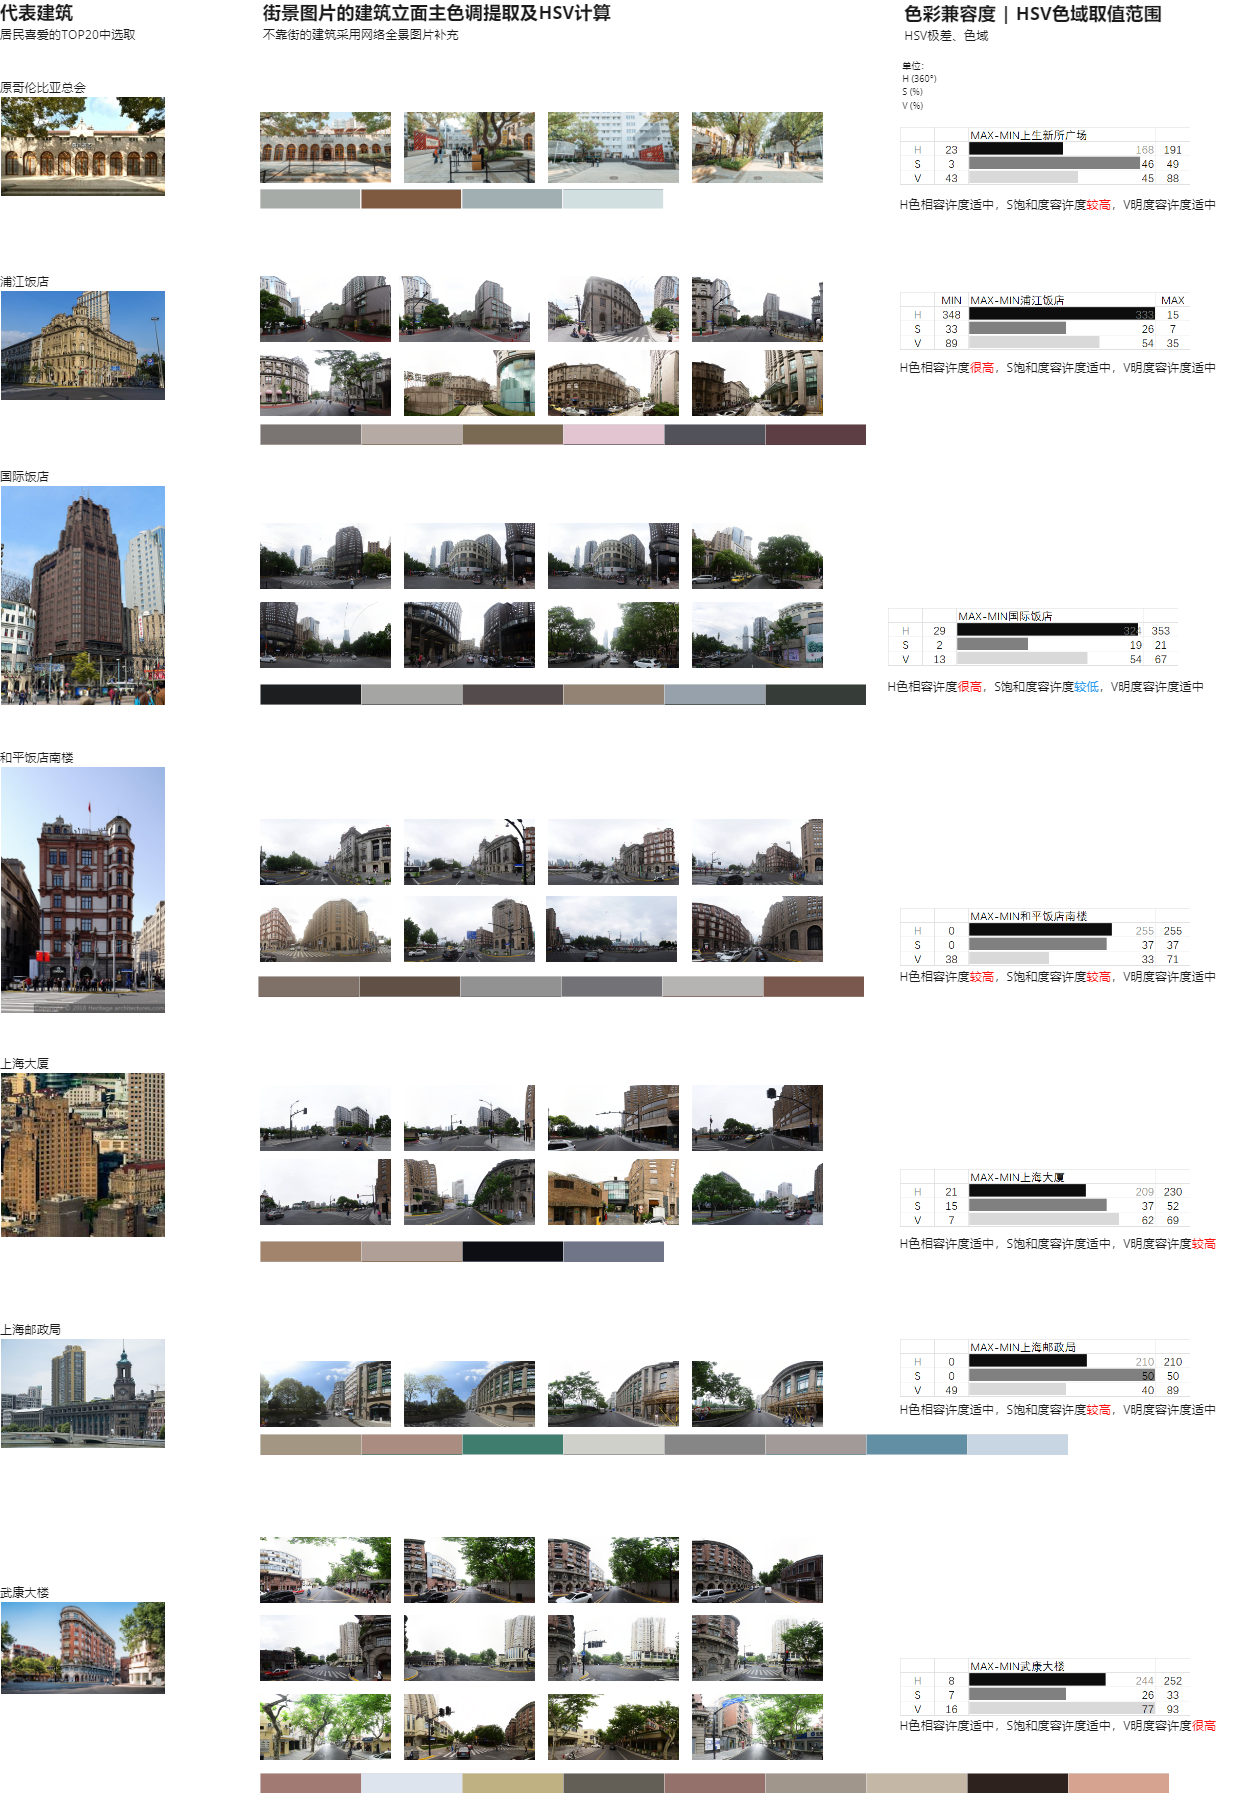 代表建筑
居民喜爱的TOP20中选取
街景图片的建筑立面主色调提取及HSV计算
不靠街的建筑采用网络全景图片补充
色彩兼容度 | HSV色域取值范围
HSV极差、色域
单位:
H (360°)
S (%)
V (%)
原哥伦比亚总会
MAX-MIN上生新所广场
H 23 168 191
S 3 46 49
V 43 45 88
H色相容许度适中，S饱和度容许度较高，V明度容许度适中
浦江饭店
MIN MAX-MIN浦江饭店 MAX
H 348 333 15
S 33 26 7
V 89 54 35
H色相容许度很高，S饱和度容许度适中，V明度容许度适中
国际饭店
MAX-MIN国际饭店
H 29 324 353
S 2 19 21
V 13 54 67
H色相容许度很高，S饱和度容许度较低，V明度容许度适中
和平饭店南楼
MAX-MIN和平饭店南楼
H 0 255 255
S 0 37 37
V 38 33 71
H色相容许度较高，S饱和度容许度较高，V明度容许度适中
上海大厦
MAX-MIN上海大厦
H 21 209 230
S 15 37 52
V 7 62 69
H色相容许度适中，S饱和度容许度适中，V明度容许度较高
上海邮政局
MAX-MIN上海邮政局
H 0 210 210
S 0 50 50
V 49 40 89
H色相容许度适中，S饱和度容许度较高，V明度容许度适中
武康大楼
MAX-MIN武康大楼
H 8 244 252
S 7 26 33
V 16 77 93
H色相容许度适中，S饱和度容许度适中，V明度容许度很高